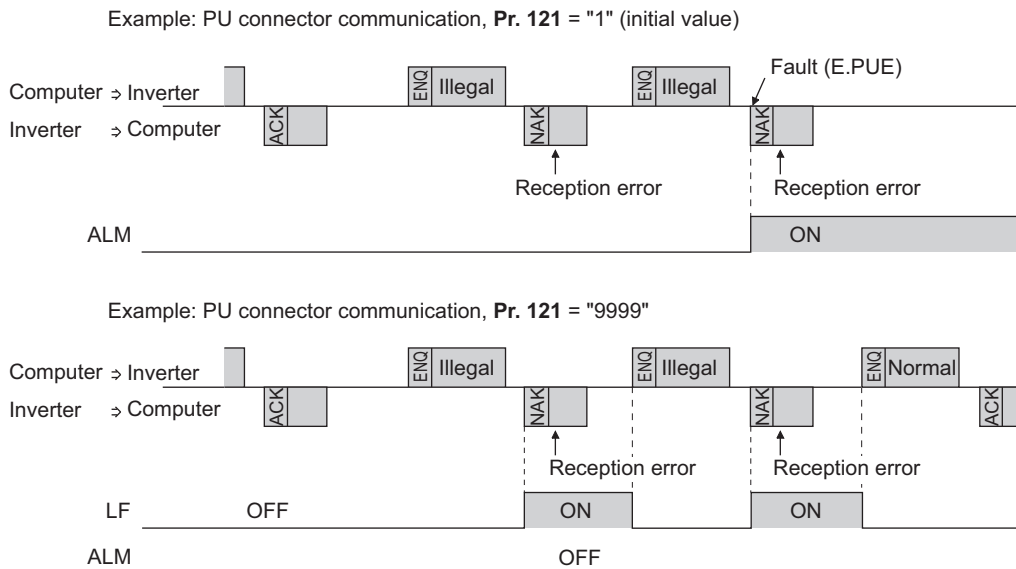 Example: PU connector communication, Pr. 121 = "1" (initial value)
Fault (E.PUE)
ENQ Illegal ENQ Illegal
Computer ⇒ Inverter
Inverter ⇒ Computer
ACK NAK NAK
Reception error Reception error
ALM ON
Example: PU connector communication, Pr. 121 = "9999"
ENQ Illegal ENQ Illegal ENQ Normal
Computer ⇒ Inverter
Inverter ⇒ Computer
ACK NAK NAK ACK
Reception error Reception error
LF OFF ON ON
ALM OFF